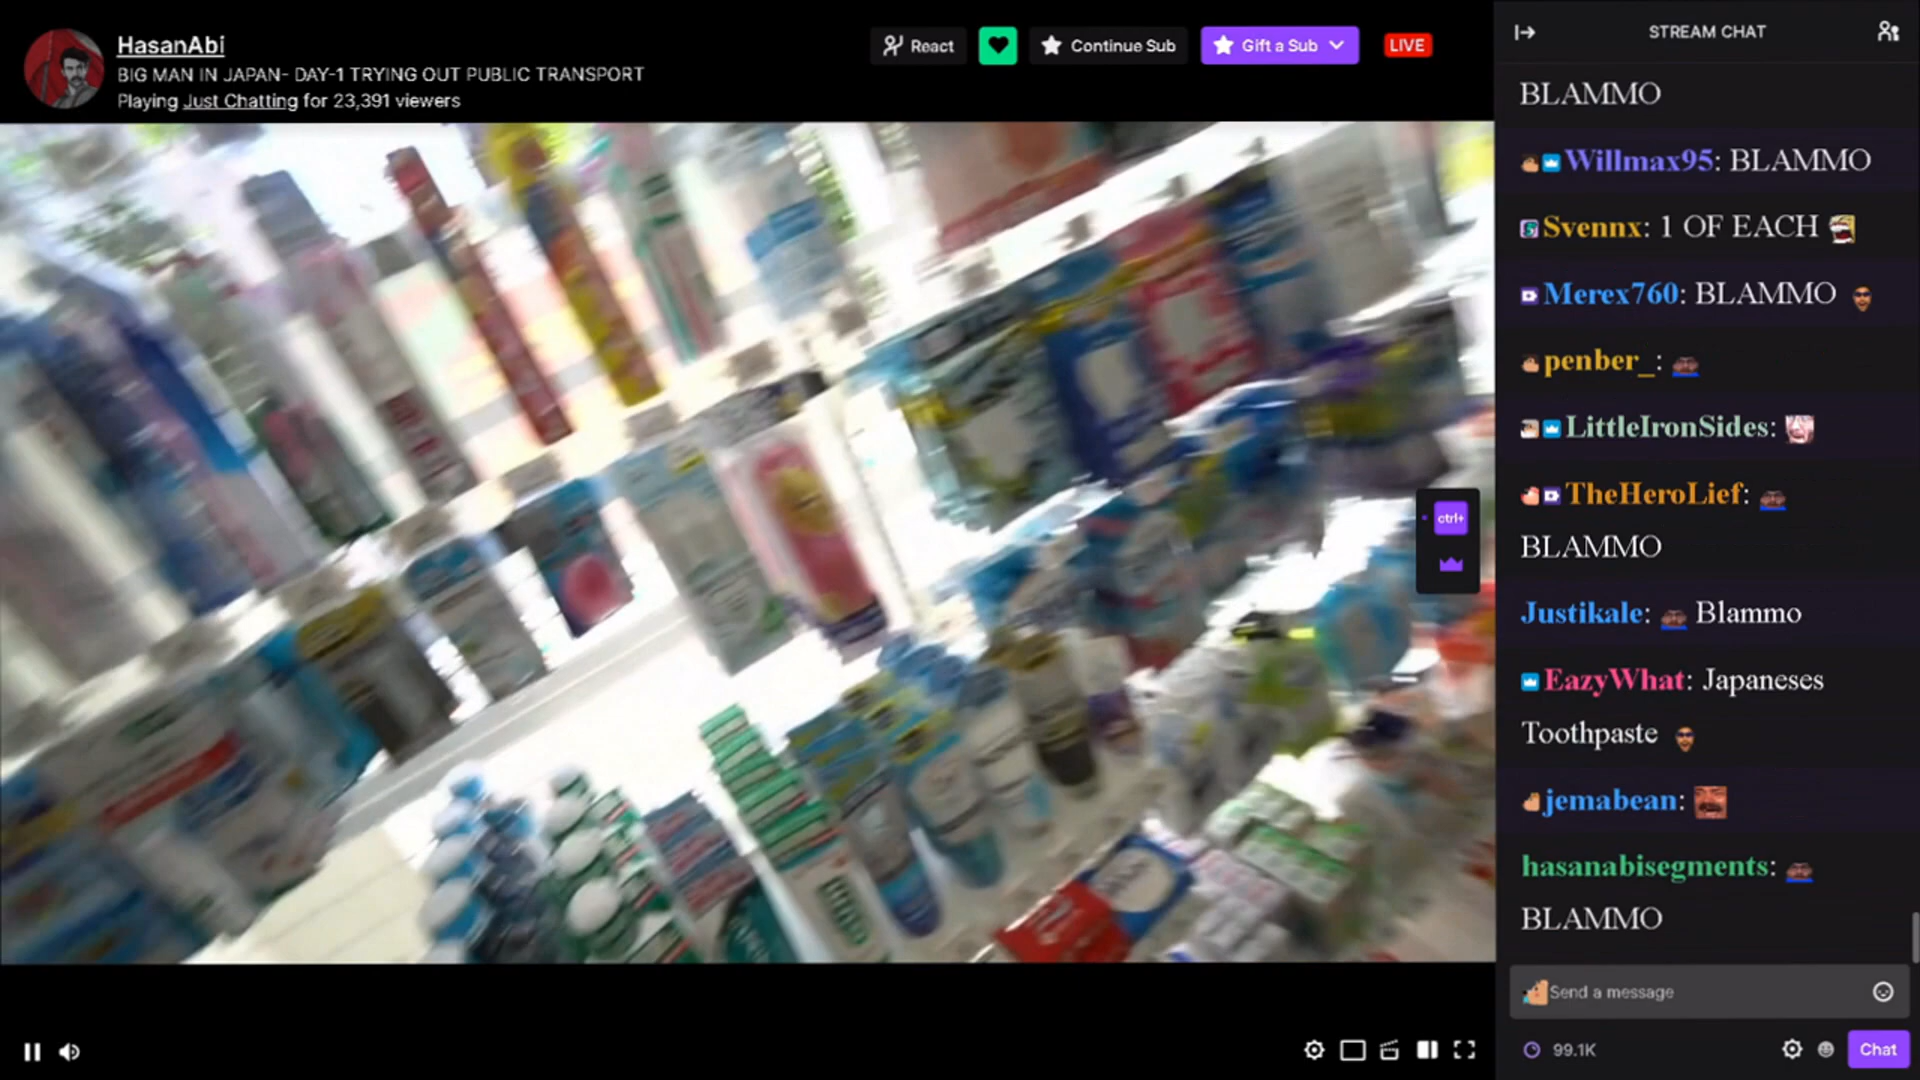 HasanAbi
BIG MAN IN JAPAN- DAY-1 TRYING OUT PUBLIC TRANSPORT
Playing Just Chatting for 23,391 viewers
React
Continue Sub
Gift a Sub
LIVE
ctrl+
STREAM CHAT
BLAMMO
Willmax95: BLAMMO
Svennx: 1 OF EACH
Merex760: BLAMMO
penber_:
LittleIronSides:
TheHeroLief:
BLAMMO
Justikale: Blammo
EazyWhat: Japaneses
Toothpaste
jemabean:
hasanabisegments:
BLAMMO
Send a message
99.1K
Chat